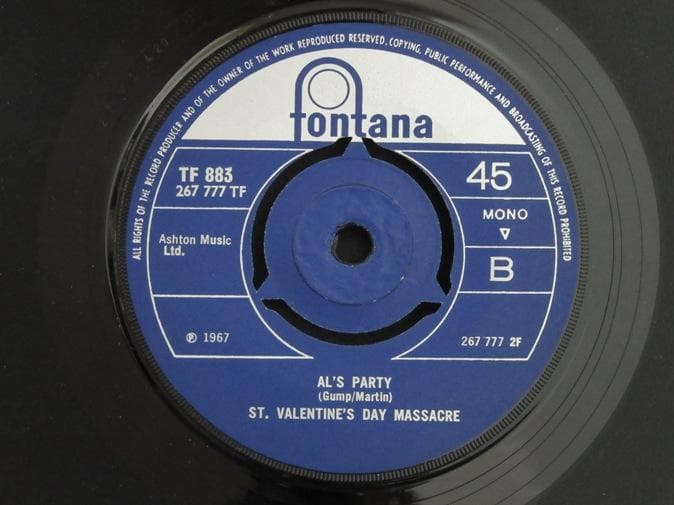 ALL RIGHTS OF THE RECORD PRODUCER AND OF THE OWNER OF THE WORK REPRODUCED RESERVED. COPYING, PUBLIC PERFORMANCE AND BROADCASTING OF THIS RECORD PROHIBITED
fontana
TF 883
267 777 TF
45
MONO
Ashton Music
Ltd.
B
℗ 1967
267 777 2F
AL'S PARTY
(Gump/Martin)
ST. VALENTINE'S DAY MASSACRE